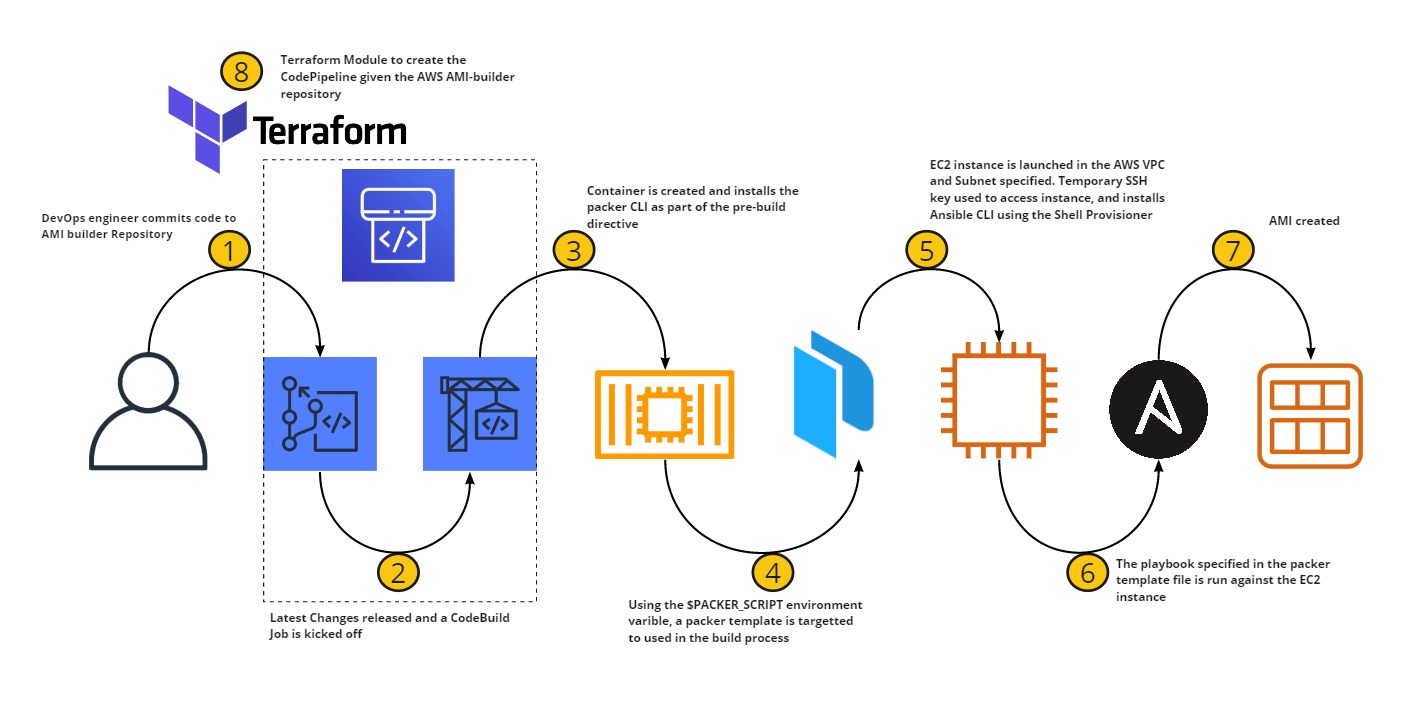 8
Terraform Module to create the
CodePipeline given the AWS AMI-builder
repository
Terraform
DevOps engineer commits code to
AMI builder Repository
1
Container is created and installs the
packer CLI as part of the pre-build
directive
3
EC2 instance is launched in the AWS VPC
and Subnet specified. Temporary SSH
key used to access instance, and installs
Ansible CLI using the Shell Provisioner
5
AMI created
7
</>
</>
</>
2
Latest Changes released and a CodeBuild
Job is kicked off
4
Using the $PACKER_SCRIPT environment
varible, a packer template is targetted
to used in the build process
6
The playbook specified in the packer
template file is run against the EC2
instance